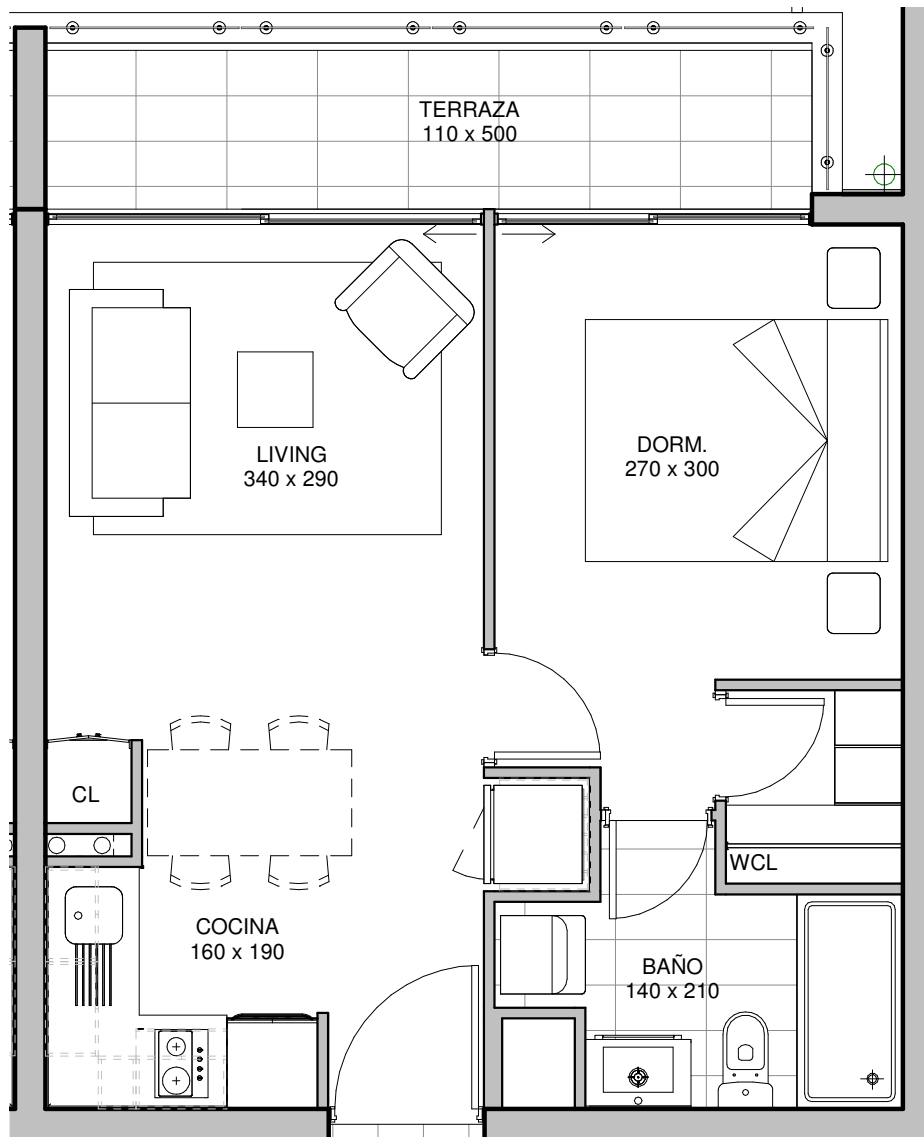 TERRAZA
110 x 500
LIVING
340 x 290
DORM.
270 x 300
CL
WCL
COCINA
160 x 190
BAÑO
140 x 210